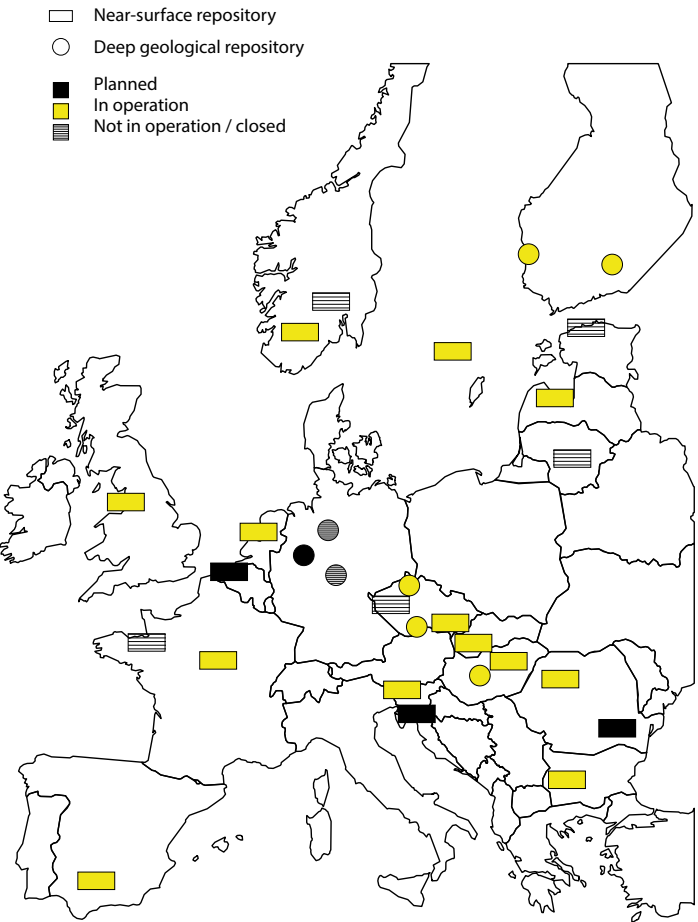 Near-surface repository
Deep geological repository
Planned
In operation
Not in operation / closed